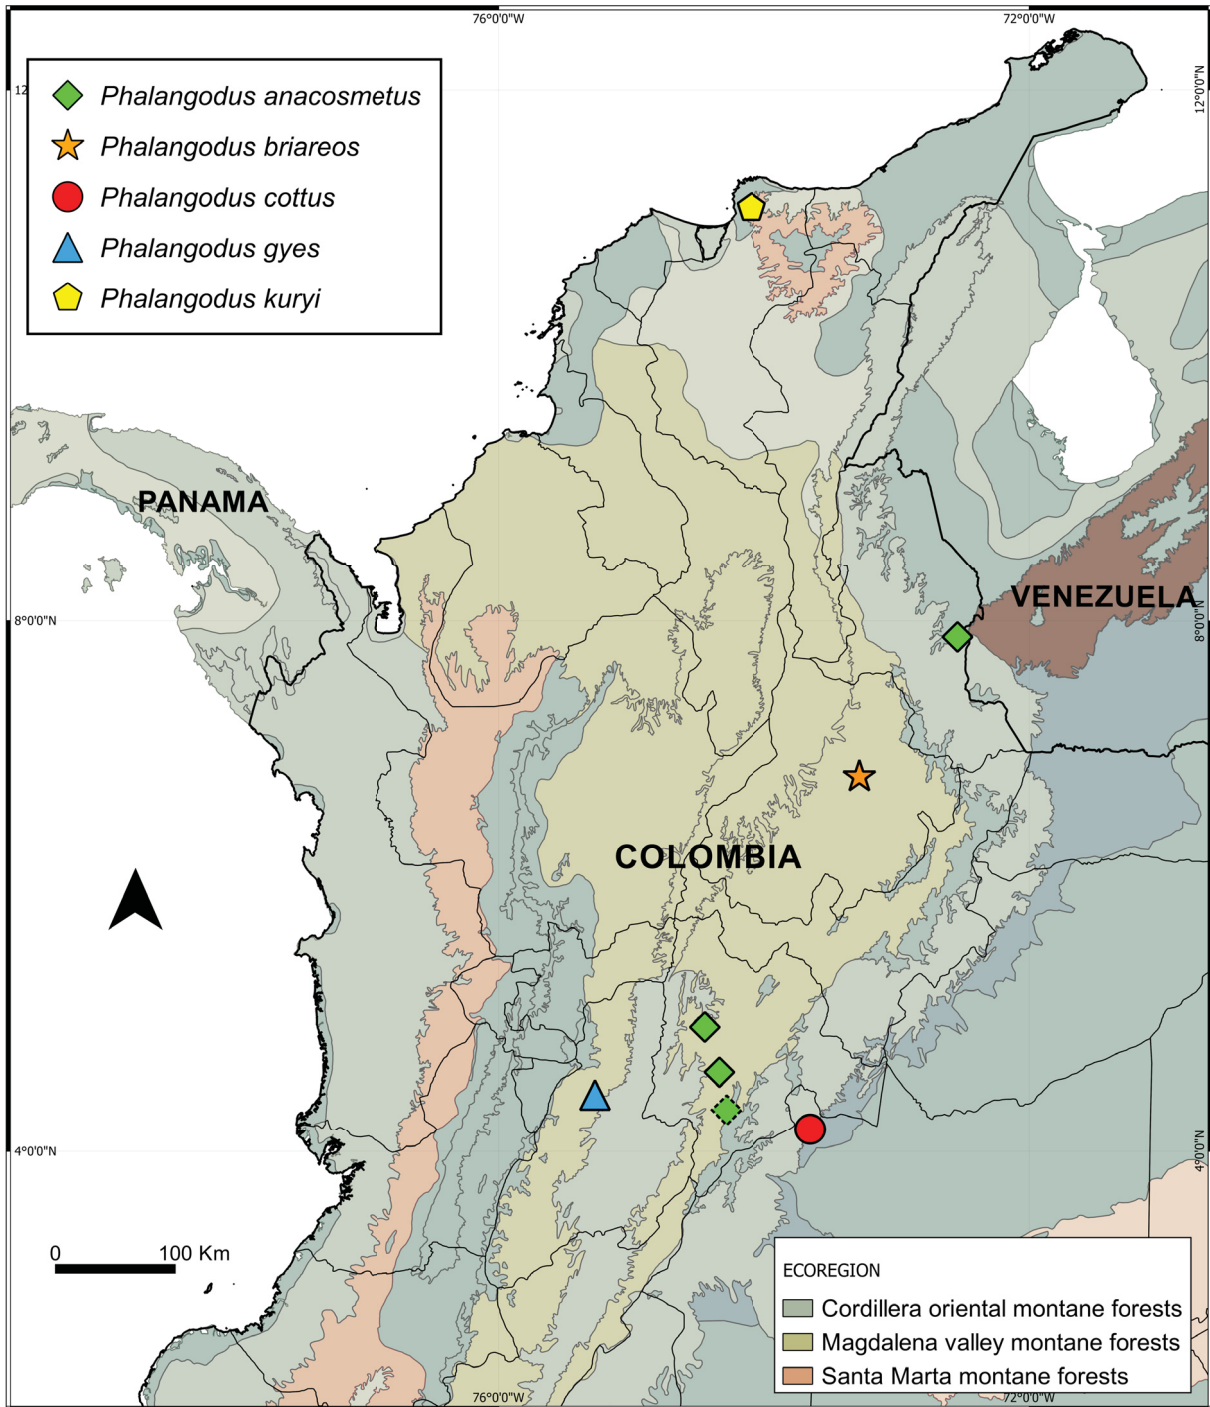 76°0'0"W
72°0'0"W
Phalangodus anacosmetus
Phalangodus briareos
Phalangodus cottus
Phalangodus gyes
Phalangodus kuryi
12
12°0'0"N
PANAMA
VENEZUELA
8°0'0"N
8°0'0"N
COLOMBIA
4°0'0"N
4°0'0"N
0 100 Km
ECOREGION
Cordillera oriental montane forests
Magdalena valley montane forests
Santa Marta montane forests
76°0'0"W
72°0'0"W